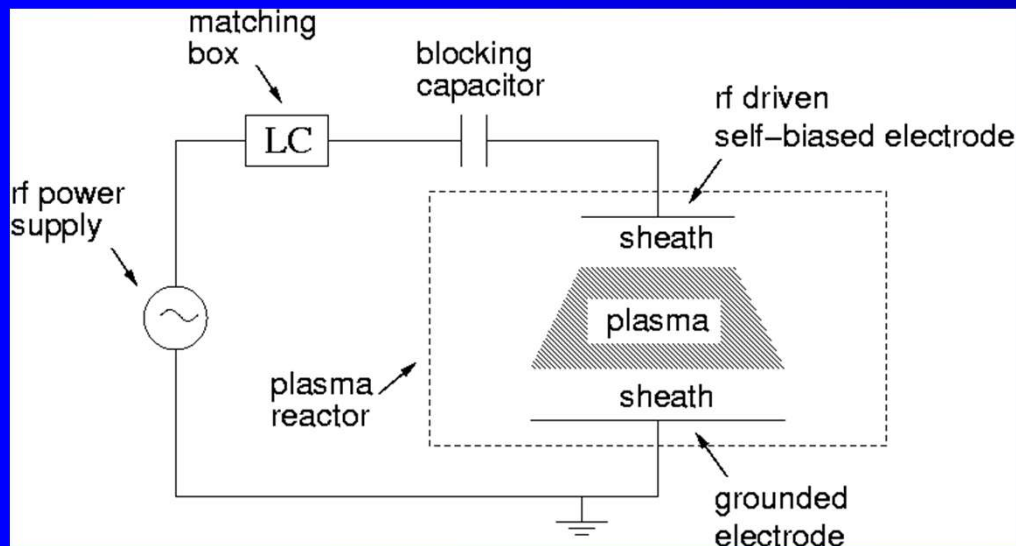 matching
box
blocking
capacitor
LC
rf driven
self–biased electrode
rf power
supply
sheath
plasma
plasma
reactor
sheath
grounded
electrode